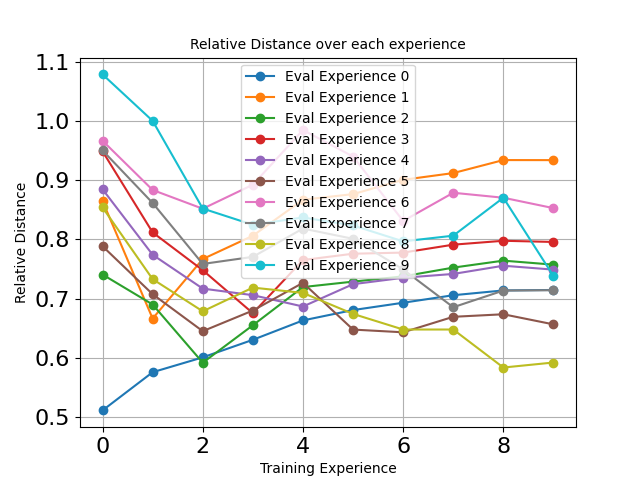 Relative Distance over each experience
1.1
1.0
0.9
0.8
0.7
0.6
0.5
Relative Distance
Eval Experience 0
Eval Experience 1
Eval Experience 2
Eval Experience 3
Eval Experience 4
Eval Experience 5
Eval Experience 6
Eval Experience 7
Eval Experience 8
Eval Experience 9
0 2 4 6 8
Training Experience